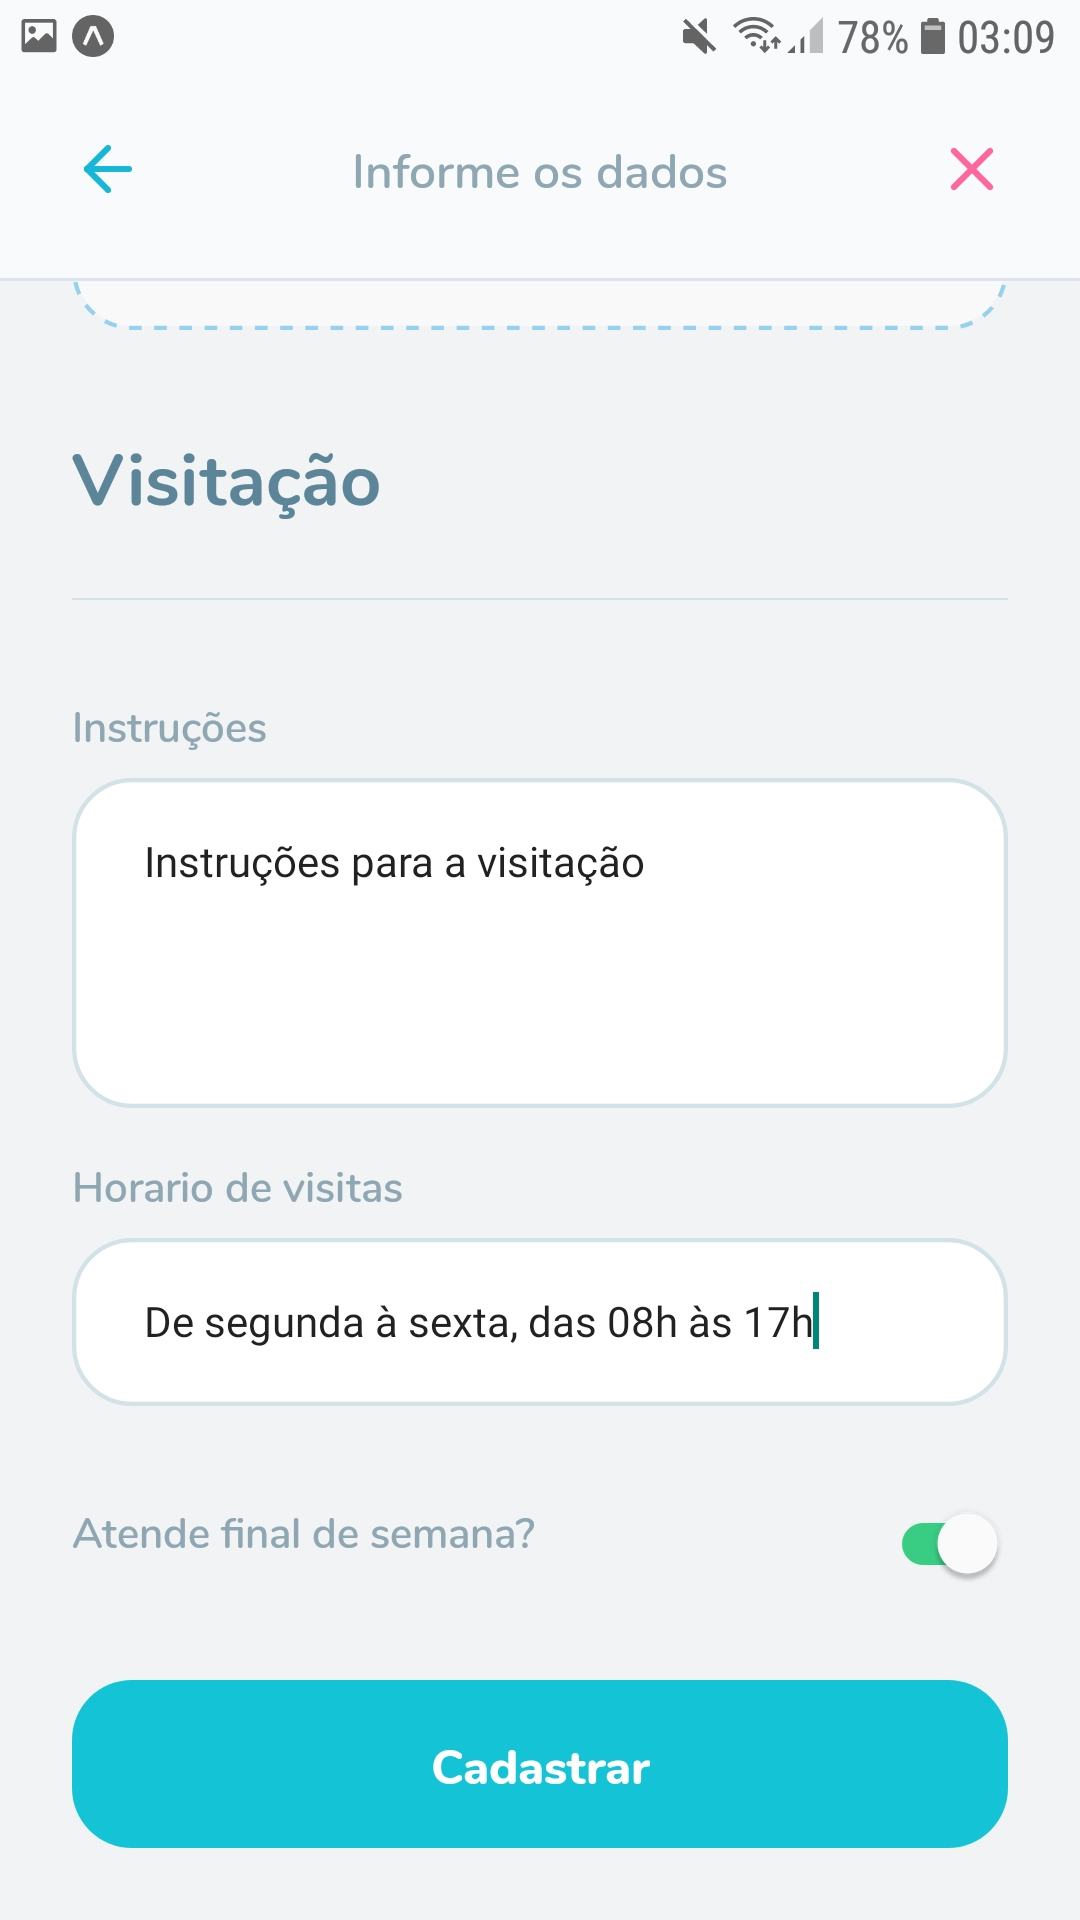 78% 03:09
Informe os dados
Visitação
Instruções
Instruções para a visitação
Horario de visitas
De segunda à sexta, das 08h às 17h
Atende final de semana?
Cadastrar